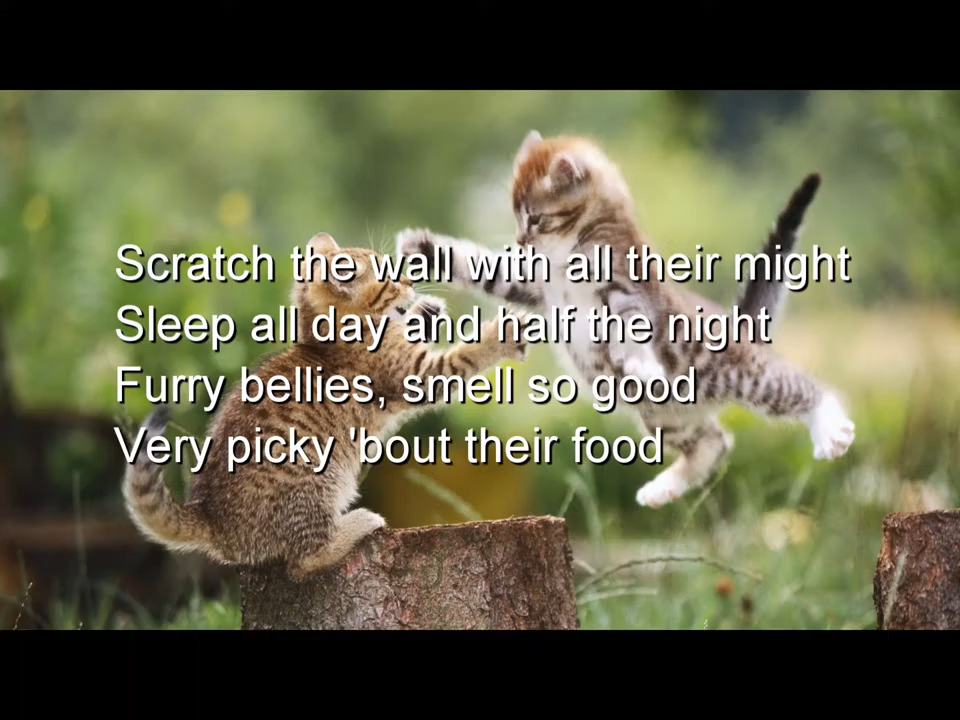 Scratch the wall with all their might
Sleep all day and half the night
Furry bellies, smell so good
Very picky 'bout their food